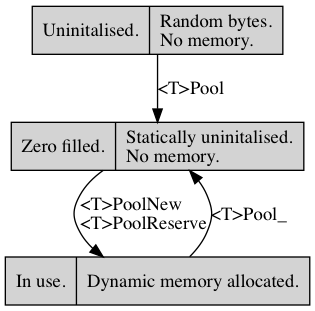 Uninitalised.
Random bytes.
No memory.
<T>Pool
Zero filled.
Statically uninitalised.
No memory.
<T>PoolNew
<T>PoolReserve
<T>Pool_
In use.
Dynamic memory allocated.